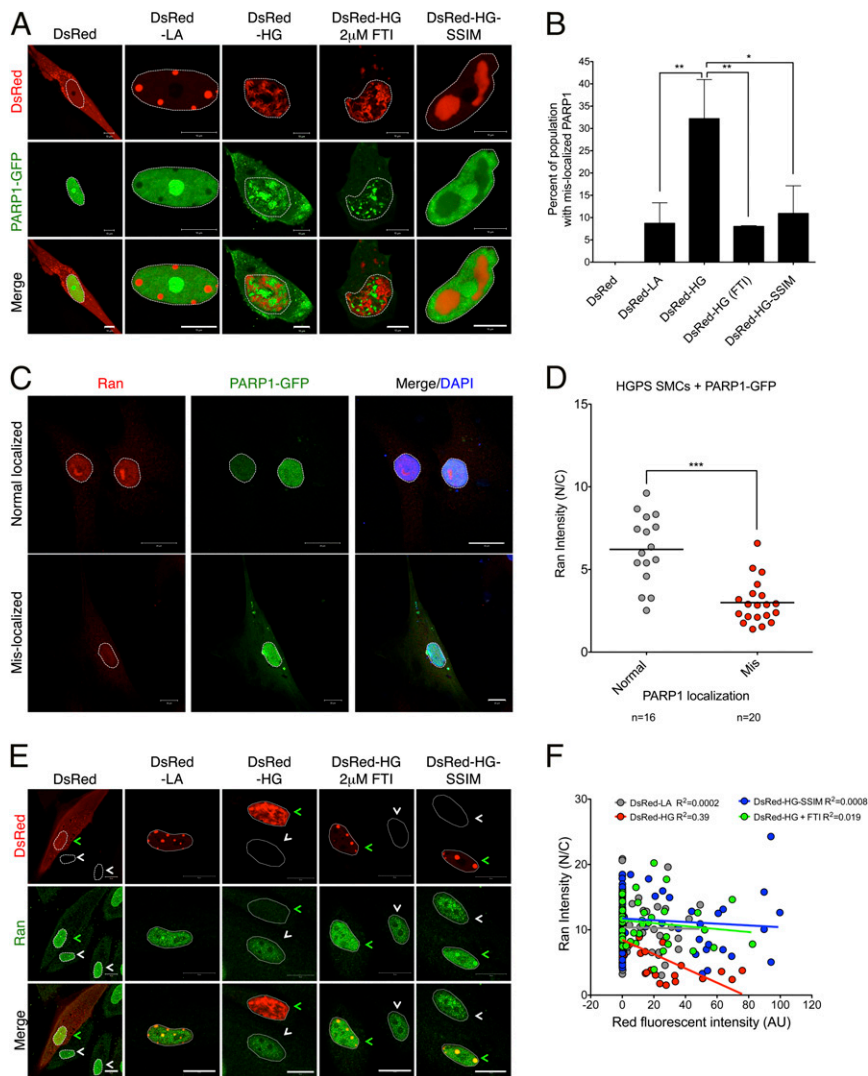 A
DsRed
DsRed
-LA
DsRed
-HG
DsRed-HG
2μM FTI
DsRed-HG-
SSIM
DsRed
PARP1-GFP
Merge
B
Percent of population
with mis-localized PARP1
45
40
35
30
25
20
15
10
5
0
**
**
*
DsRed
DsRed-LA
DsRed-HG
DsRed-HG (FTI)
DsRed-HG-SSIM
C
Ran
PARP1-GFP
Merge/DAPI
Normal localized
Mis-localized
D
HGPS SMCs + PARP1-GFP
Ran Intensity (N/C)
15
10
5
0
***
Normal
Mis
PARP1 localization
n=16
n=20
E
DsRed
DsRed
-LA
DsRed
-HG
DsRed-HG
2μM FTI
DsRed-HG-
SSIM
DsRed
Ran
Merge
F
DsRed-LA R²=0.0002
DsRed-HG-SSIM R²=0.0008
DsRed-HG R²=0.39
DsRed-HG + FTI R²=0.019
Ran Intensity (N/C)
30
20
10
0
-20 0 20 40 60 80 100 120
Red fluorescent intensity (AU)